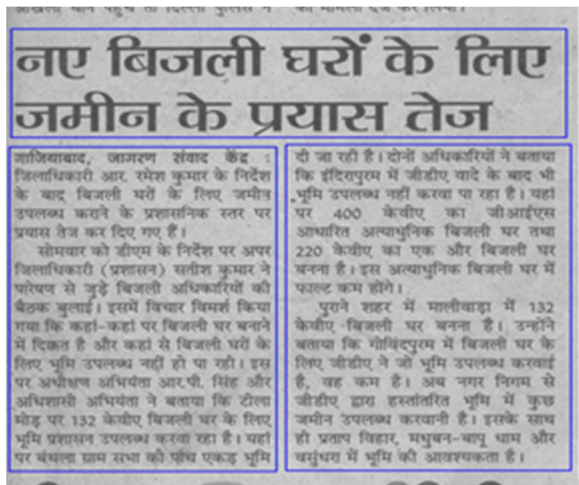 नए बिजली घरों के लिए
जमीन के प्रयास तेज
गाजियाबाद, जागरण संवाद केंद्र :
जिलाधिकारी आर. रमेश कुमार के निर्देश
के बाद बिजली घरों के लिए जमीन
उपलब्ध कराने के प्रशासनिक स्तर पर
प्रयास तेज कर दिए गए हैं।
सोमवार को डीएम के निर्देश पर अपर
जिलाधिकारी (प्रशासन) सतीश कुमार ने
पारेषण से जुड़े बिजली अधिकारियों की
बैठक बुलाई। इसमें विचार विमर्श किया
गया कि कहां-कहां पर बिजली घर बनाने
में दिकत है और कहां से बिजली घरों के
लिए भूमि उपलब्ध नहीं हो पा रही। इस
पर अधीक्षण अभियंता आर.पी. सिंह और
अधिशासी अभियंता ने बताया कि टीला
मोड़ पर 132 केवीए बिजली घर के लिए
भूमि प्रशासन उपलब्ध करवा रहा है। यहां
पर बंथला ग्राम सभा की पांच एकड़ भूमि
दी जा रही है। दोनों अधिकारियों ने बताया
कि इंदिरापुरम में जीडीए वादे के बाद भी
भूमि उपलब्ध नहीं करवा पा रहा है। यहां
पर 400 केवीए का जीआईएस
आधारित अत्याधुनिक बिजली घर तथा
220 केवीए का एक और बिजली घर
बनना है। इस अत्याधुनिक बिजली घर में
फाल्ट कम होंगे।
पुराने शहर में मालीवाड़ा में 132
केवीए बिजली घर बनना है। उन्होंने
बताया कि गोविंदपुरम में बिजली घर के
लिए जीडीए ने जो भूमि उपलब्ध करवाई
है, वह कम है। अब नगर निगम से
जीडीए द्वारा हस्तांतरित भूमि में कुछ
जमीन उपलब्ध करवानी है। इसके साथ
ही प्रताप विहार, मधुबन-बापू धाम और
वसुंधरा में भूमि की आवश्यकता है।